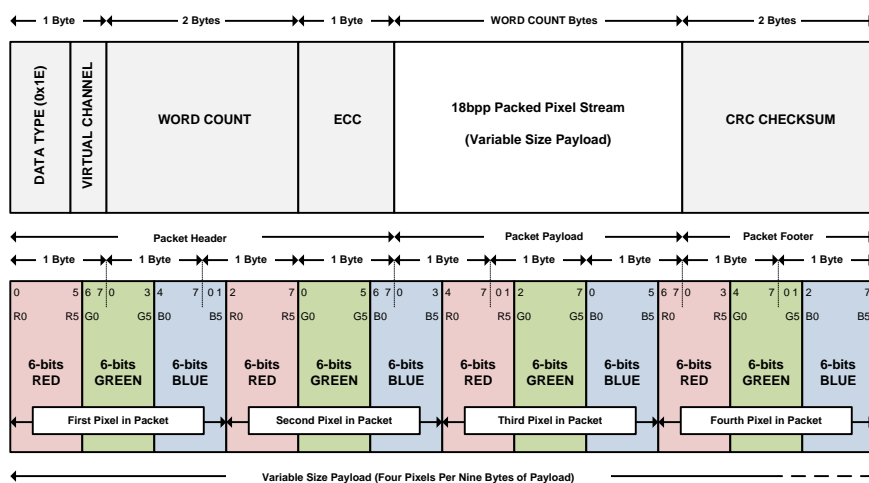 1 Byte 2 Bytes 1 Byte WORD COUNT Bytes 2 Bytes
DATA TYPE (0x1E)
VIRTUAL CHANNEL
WORD COUNT
ECC
18bpp Packed Pixel Stream
(Variable Size Payload)
CRC CHECKSUM
Packet Header Packet Payload Packet Footer
1 Byte 1 Byte 1 Byte 1 Byte 1 Byte 1 Byte 1 Byte 1 Byte 1 Byte
0 5 6 7 0 3 4 7 0 1 2 7 0 5 6 7 0 3 4 7 0 1 2 7 0 5 6 7 0 3 4 7 0 1 2 7
R0 R5 G0 G5 B0 B5 R0 R5 G0 G5 B0 B5 R0 R5 G0 G5 B0 B5 R0 R5 G0 G5 B0 B5
6-bits 6-bits 6-bits 6-bits 6-bits 6-bits 6-bits 6-bits 6-bits 6-bits 6-bits 6-bits
RED GREEN BLUE RED GREEN BLUE RED GREEN BLUE RED GREEN BLUE
First Pixel in Packet Second Pixel in Packet Third Pixel in Packet Fourth Pixel in Packet
Variable Size Payload (Four Pixels Per Nine Bytes of Payload)